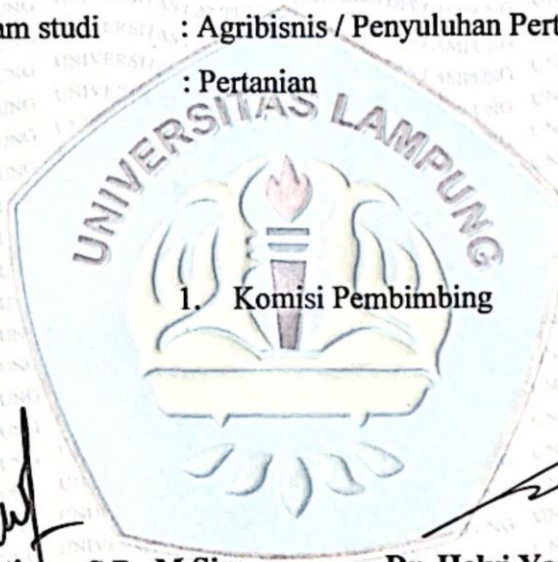 am studi : Agribisnis / Penyuluhan Pert
: Pertanian
UNIVERSITAS LAMPUNG
1. Komisi Pembimbing